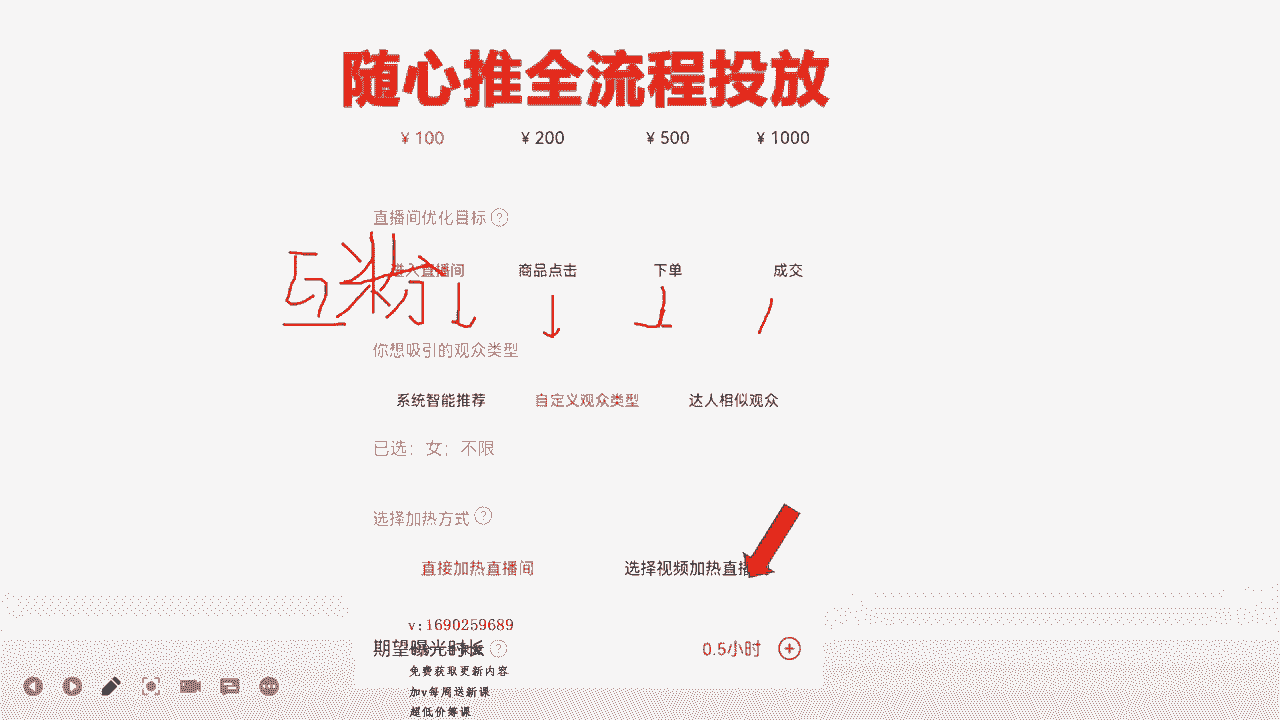 随心推全流程投放
¥ 100 ¥ 200 ¥ 500 ¥ 1000
直播间优化目标 ?
进入直播间 商品点击 下单 成交
互粉
你想吸引的观众类型
系统智能推荐 自定义观众类型 达人相似观众
已选：女；不限
选择加热方式 ?
直接加热直播间 选择视频加热直播
v:1690259689
期望曝光时长 ? 0.5小时
免费获取更新内容
加v每周送新课
超低价筹课